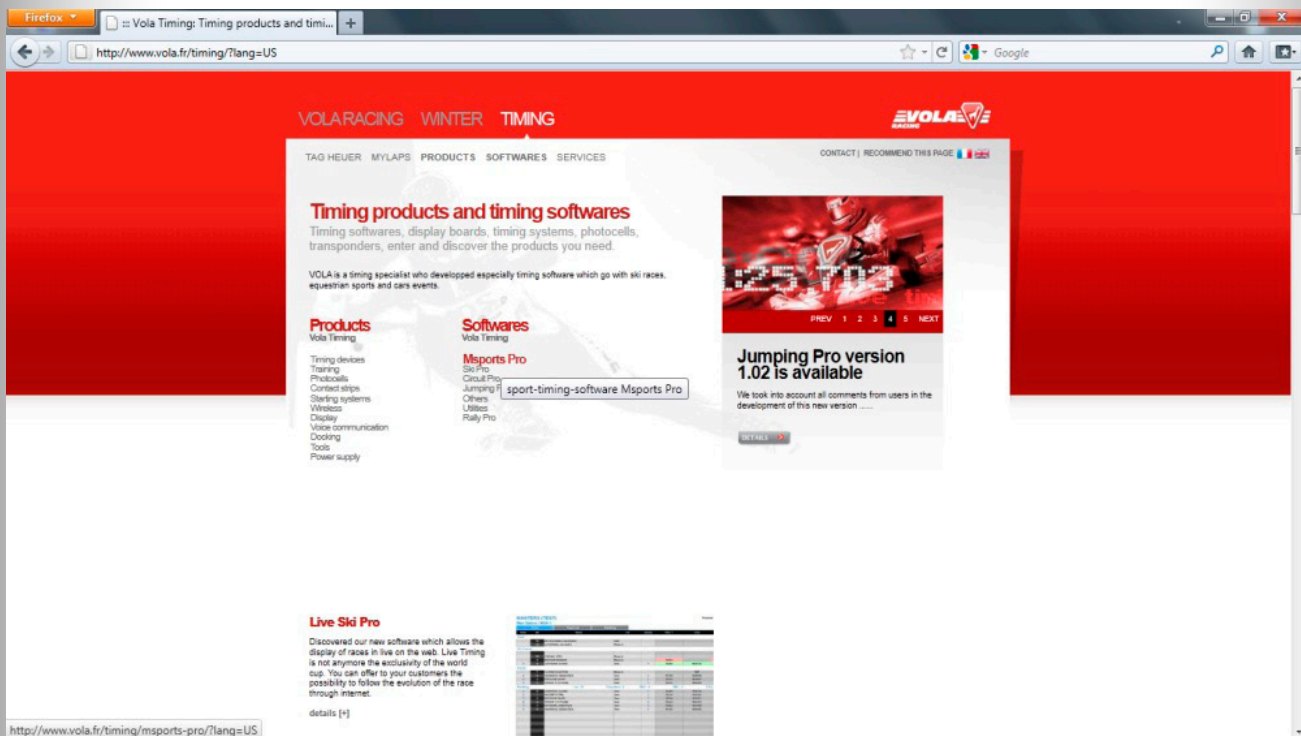 Firefox
::: Vola Timing: Timing products and timi...
http://www.vola.fr/timing/?lang=US
Google
VOLARACING WINTER TIMING
VOLA
RACING
TAG HEUER MYLAPS PRODUCTS SOFTWARES SERVICES
CONTACT | RECOMMEND THIS PAGE
Timing products and timing softwares
Timing softwares, display boards, timing systems, photocells,
transponders, enter and discover the products you need.
VOLA is a timing specialist who developped especially timing software which go with ski races,
equestrian sports and cars events.
Products
Vola Timing
Timing devices
Training
Photocells
Contact strips
Starting systems
Wireless
Display
Voice communication
Docking
Tools
Power supply
Softwares
Vola Timing
Msports Pro
Ski Pro
Circuit Pro
Jumping P
sport-timing-software Msports Pro
Others
Utilities
Rally Pro
:25.703
PREV 1 2 3 4 5 NEXT
Jumping Pro version
1.02 is available
We took into account all comments from users in the
development of this new version ......
DETAILS
Live Ski Pro
Discovered our new software which allows the
display of races in live on the web. Live Timing
is not anymore the exclusivity of the world
cup. You can offer to your customers the
possibility to follow the evolution of the race
through internet.
details [+]
http://www.vola.fr/timing/msports-pro/?lang=US